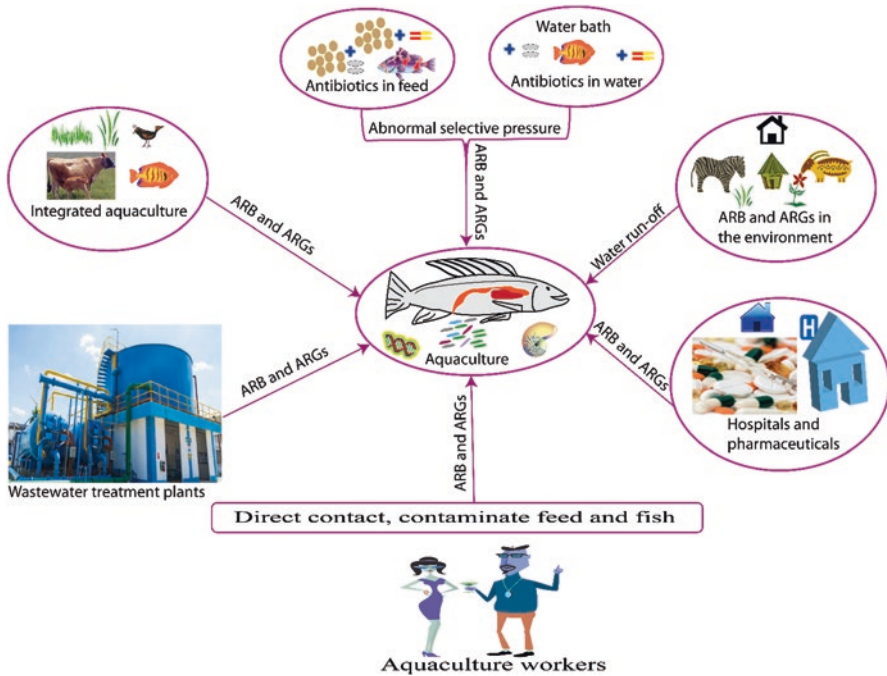 Water bath
Antibiotics in feed
Antibiotics in water
Abnormal selective pressure
ARB and ARGs
Integrated aquaculture
ARB and ARGs
ARB and ARGs in
the environment
Water run-off
Aquaculture
Wastewater treatment plants
ARB and ARGs
H
Hospitals and
pharmaceuticals
ARB and ARGs
ARB and ARGs
Direct contact, contaminate feed and fish
Aquaculture workers